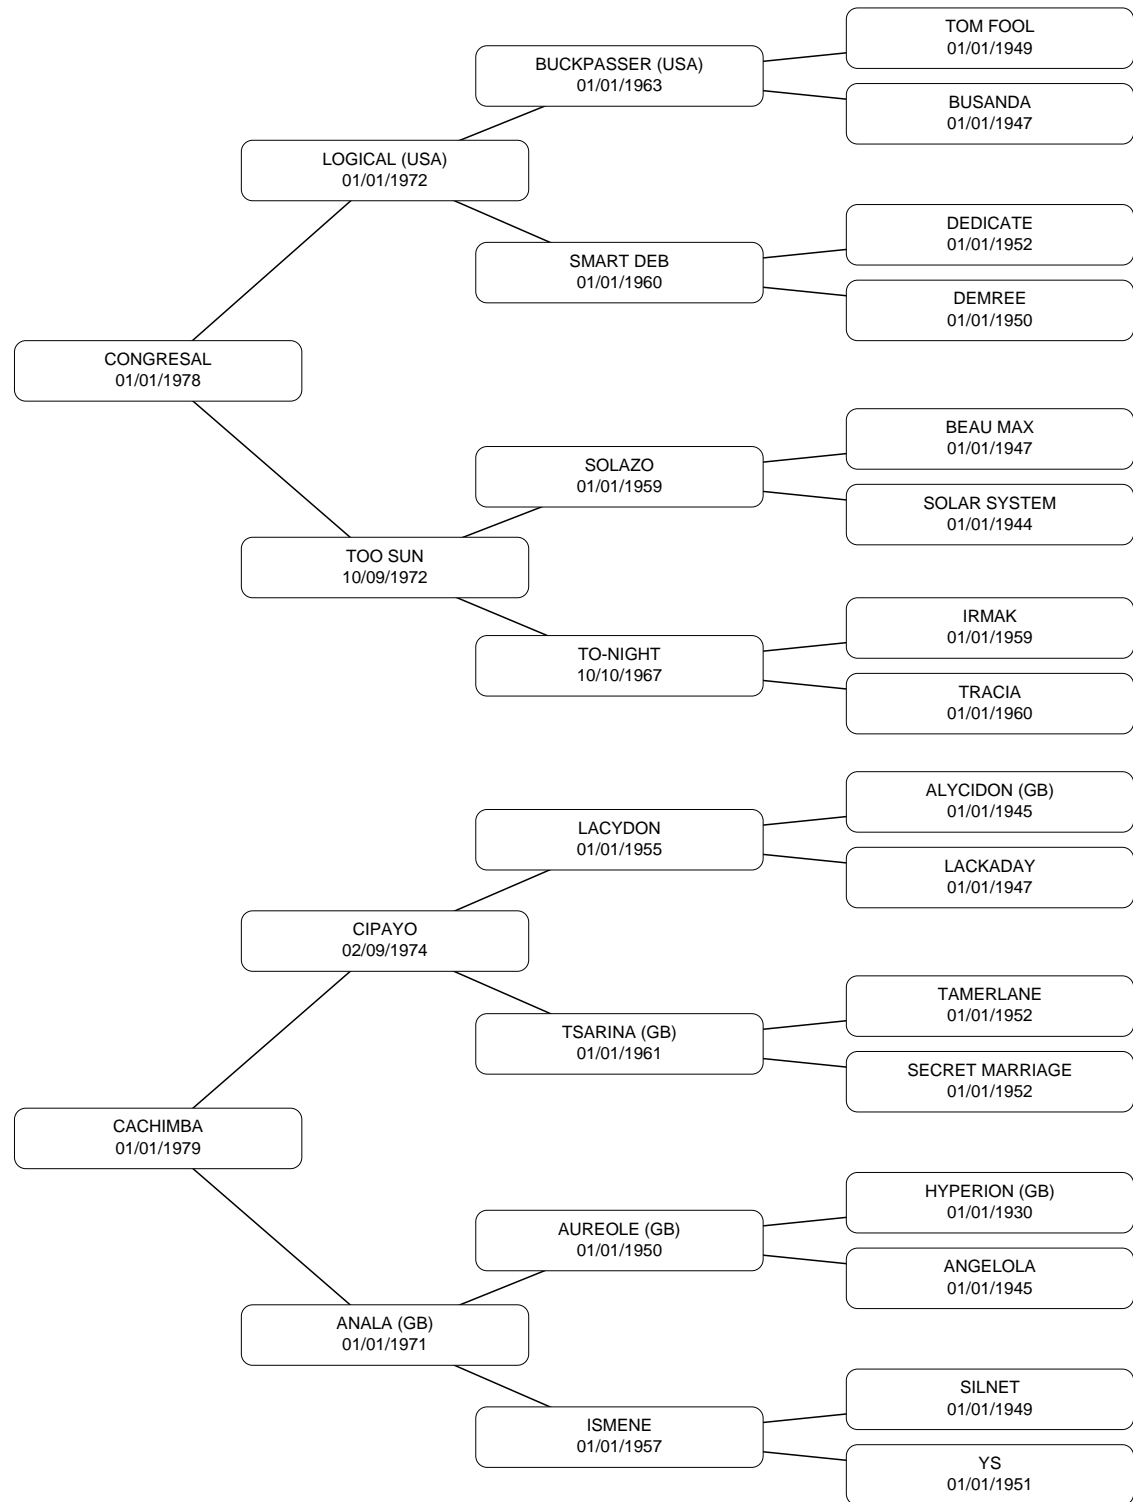 TOM FOOL
01/01/1949
BUCKPASSER (USA)
01/01/1963
BUSANDA
01/01/1947
LOGICAL (USA)
01/01/1972
DEDICATE
01/01/1952
SMART DEB
01/01/1960
DEMREE
01/01/1950
CONGRESAL
01/01/1978
BEAU MAX
01/01/1947
SOLAZO
01/01/1959
SOLAR SYSTEM
01/01/1944
TOO SUN
10/09/1972
IRMAK
01/01/1959
TO-NIGHT
10/10/1967
TRACIA
01/01/1960
ALYCIDON (GB)
01/01/1945
LACYDON
01/01/1955
LACKADAY
01/01/1947
CIPAYO
02/09/1974
TAMERLANE
01/01/1952
TSARINA (GB)
01/01/1961
SECRET MARRIAGE
01/01/1952
CACHIMBA
01/01/1979
HYPERION (GB)
01/01/1930
AUREOLE (GB)
01/01/1950
ANGELOLA
01/01/1945
ANALA (GB)
01/01/1971
SILNET
01/01/1949
ISMENE
01/01/1957
YS
01/01/1951